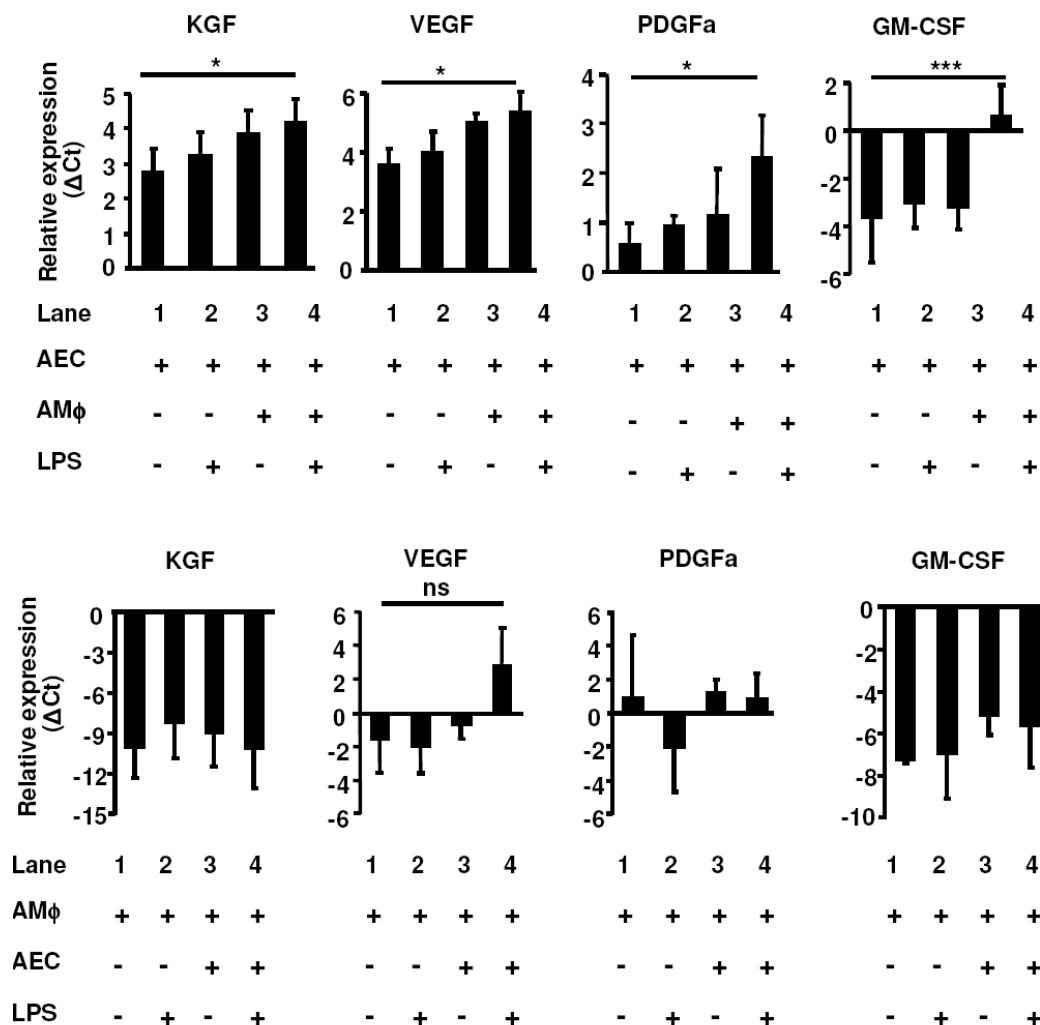 KGF VEGF PDGFa GM-CSF
* * * ***
Relative expression
(ΔCt)
5 4 3 2 1 0
6 4 2 0
4 3 2 1 0
2 0 -2 -4 -6
Lane 1 2 3 4 1 2 3 4 1 2 3 4 1 2 3 4
AEC + + + + + + + + + + + + + + + +
AMϕ - - + + - - + + - - + + - - + +
LPS - + - + - + - + - + - + - + - +
KGF VEGF PDGFa GM-CSF
ns
Relative expression
(ΔCt)
0 -3 -6 -9 -12 -15
6 4 2 0 -2 -4 -6
6 4 2 0 -2 -4 -6
0 -2 -4 -6 -8 -10
Lane 1 2 3 4 1 2 3 4 1 2 3 4 1 2 3 4
AMϕ + + + + + + + + + + + + + + + +
AEC - - + + - - + + - - + + - - + +
LPS - + - + - + - + - + - + - + - +